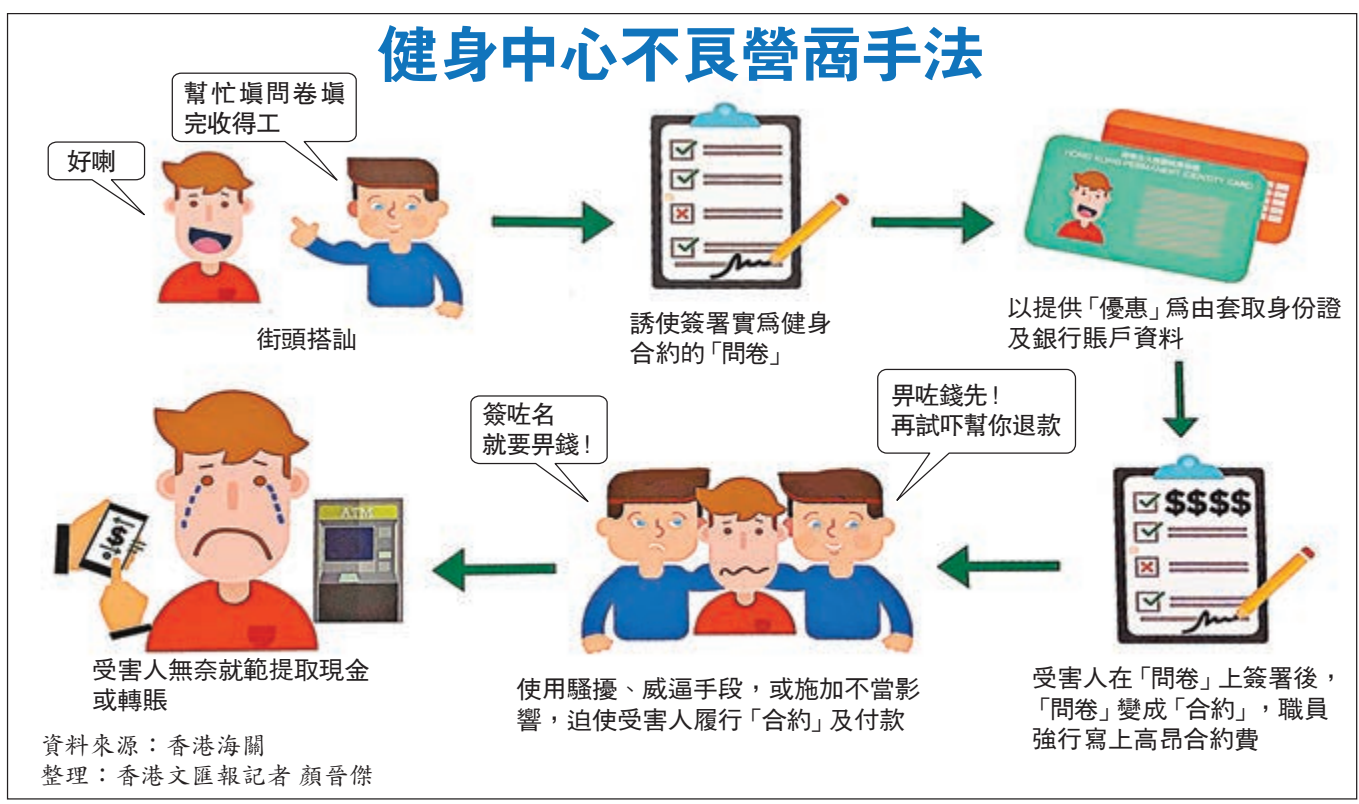 健身中心不良營商手法
幫忙填問卷填
完收得工
好喇
街頭搭訕
誘使簽署實爲健身
合約的「問卷」
HONG KONG PERMANENT IDENTITY CARD
以提供「優惠」爲由套取身份證
及銀行賬戶資料
$$$$
受害人在「問卷」上簽署後，
「問卷」變成「合約」，職員
強行寫上高昂合約費
簽咗名
就要畀錢！
畀咗錢先！
再試吓幫你退款
使用騷擾、威逼手段，或施加不當影
響，迫使受害人履行「合約」及付款
$
ATM
受害人無奈就範提取現金
或轉賬
資料來源：香港海關
整理：香港文匯報記者 顏晉傑